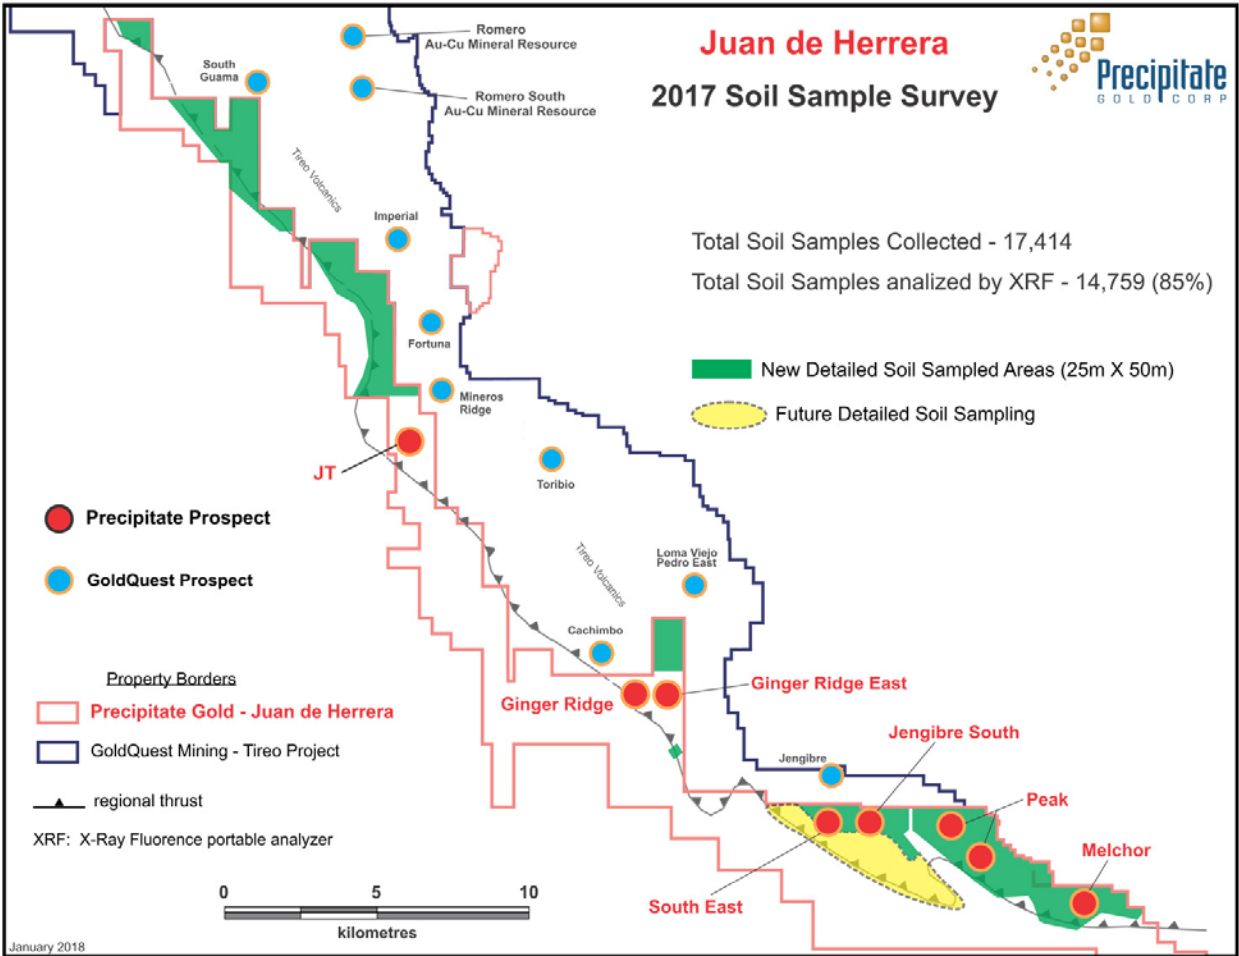 Juan de Herrera
2017 Soil Sample Survey
Precipitate
GOLD CORP
Romero
Au-Cu Mineral Resource
South
Guama
Romero South
Au-Cu Mineral Resource
Tireo Volcanics
Imperial
Total Soil Samples Collected - 17,414
Total Soil Samples analized by XRF - 14,759 (85%)
Fortuna
New Detailed Soil Sampled Areas (25m X 50m)
Mineros
Ridge
Future Detailed Soil Sampling
JT
Toribio
Precipitate Prospect
GoldQuest Prospect
Tireo Volcanics
Loma Viejo
Pedro East
Cachimbo
Property Borders
Ginger Ridge East
Ginger Ridge
Precipitate Gold - Juan de Herrera
Jengibre South
GoldQuest Mining - Tireo Project
Jengibre
regional thrust
Peak
XRF: X-Ray Fluorence portable analyzer
Melchor
0 5 10
South East
kilometres
January 2018